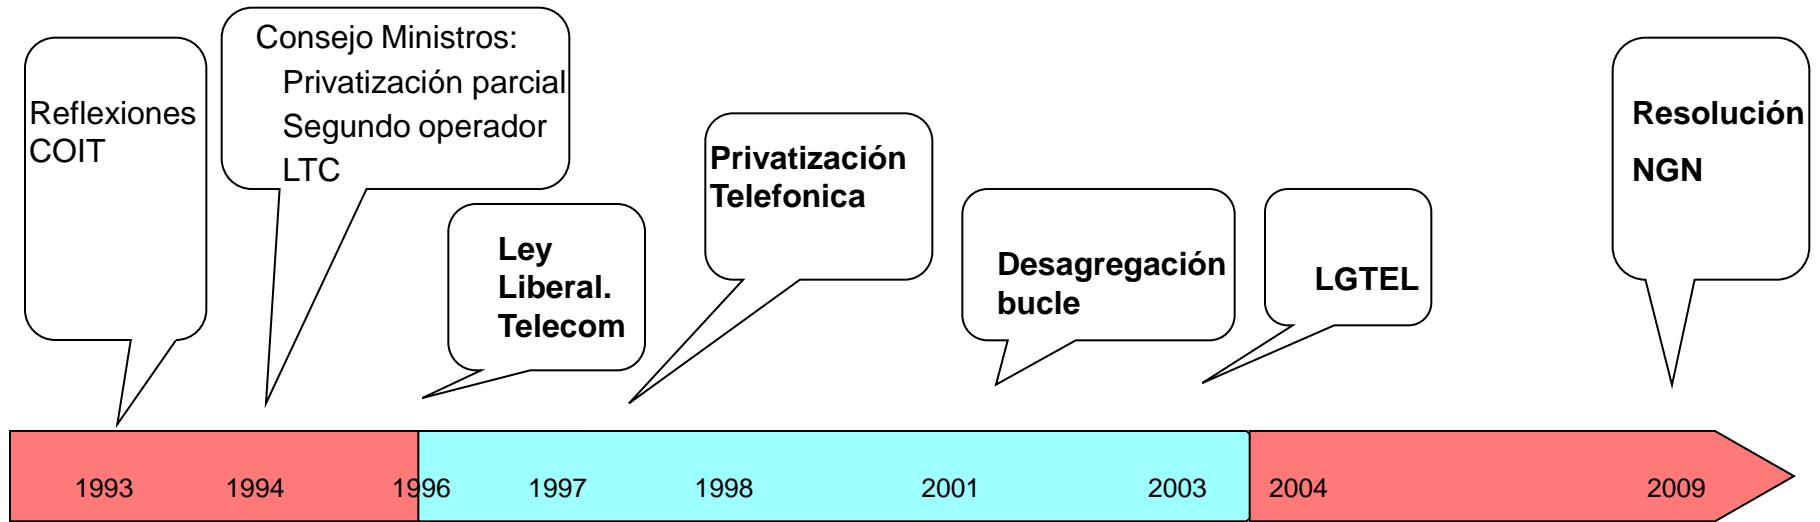 Reflexiones
COIT
Consejo Ministros:
Privatización parcial
Segundo operador
LTC
Ley
Liberal.
Telecom
Privatización
Telefonica
Desagregación
bucle
LGTEL
Resolución
NGN
1993
1994
1996
1997
1998
2001
2003
2004
2009